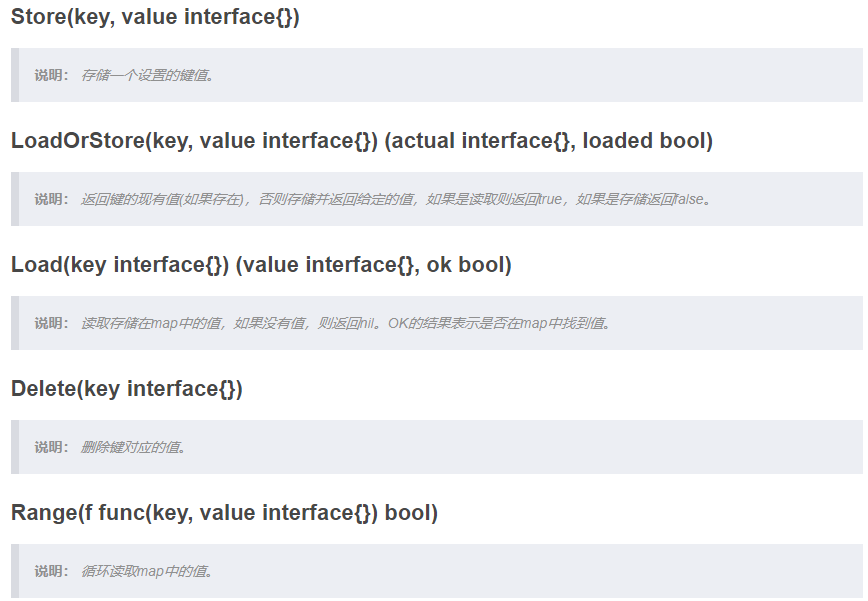 Store(key, value interface{})
说明： 存储一个设置的键值。
LoadOrStore(key, value interface{}) (actual interface{}, loaded bool)
说明： 返回键的现有值(如果存在)，否则存储并返回给定的值，如果是读取则返回true，如果是存储返回false。
Load(key interface{}) (value interface{}, ok bool)
说明： 读取存储在map中的值，如果没有值，则返回nil。OK的结果表示是否在map中找到值。
Delete(key interface{})
说明： 删除键对应的值。
Range(f func(key, value interface{}) bool)
说明： 循环读取map中的值。